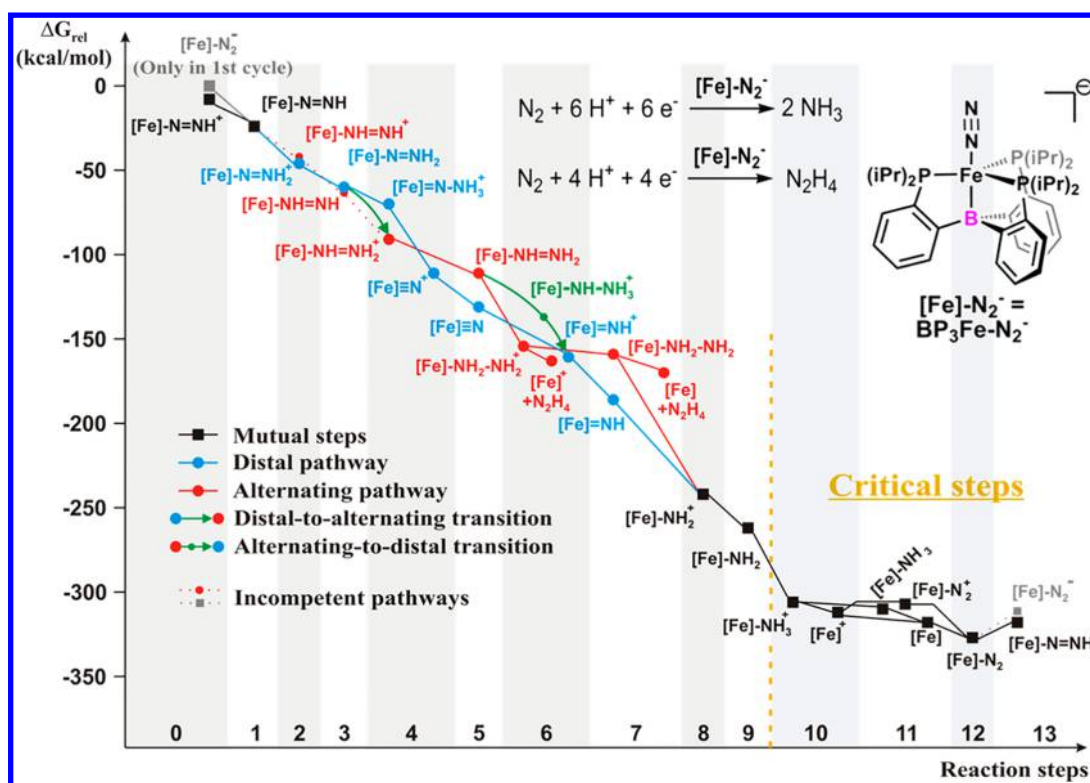 ΔG_rel
(kcal/mol)
[Fe]-N₂⁻
(Only in 1st cycle)
[Fe]-N₂⁻
N₂ + 6 H⁺ + 6 e⁻ → 2 NH₃
[Fe]-N₂⁻
N₂ + 4 H⁺ + 4 e⁻ → N₂H₄
⊖
N
N
P(iPr)₂
(iPr)₂P
Fe
P(iPr)₂
B
[Fe]-N₂⁻ =
BP₃Fe-N₂⁻
0
-50
-100
-150
-200
-250
-300
-350
[Fe]-N=NH
[Fe]-N=NH⁺
[Fe]-NH=NH⁺
[Fe]-N=NH₂
[Fe]-N=NH₂⁺
[Fe]=N-NH₃⁺
[Fe]-NH=NH
[Fe]-NH=NH₂⁺
[Fe]-NH=NH₂
[Fe]≡N⁺
[Fe]-NH-NH₃⁺
[Fe]≡N
[Fe]=NH⁺
[Fe]-NH₂-NH₂⁺
[Fe]-NH₂-NH₂
[Fe]⁺
+N₂H₄
[Fe]
+N₂H₄
[Fe]=NH
Mutual steps
Distal pathway
Alternating pathway
Distal-to-alternating transition
Alternating-to-distal transition
Incompetent pathways
Critical steps
[Fe]-NH₂⁺
[Fe]-NH₂
[Fe]-NH₃⁺
[Fe]⁺
[Fe]-NH₃
[Fe]-N₂⁺
[Fe]
[Fe]-N₂
[Fe]-N₂⁻
[Fe]-N=NH
0 1 2 3 4 5 6 7 8 9 10 11 12 13
Reaction steps